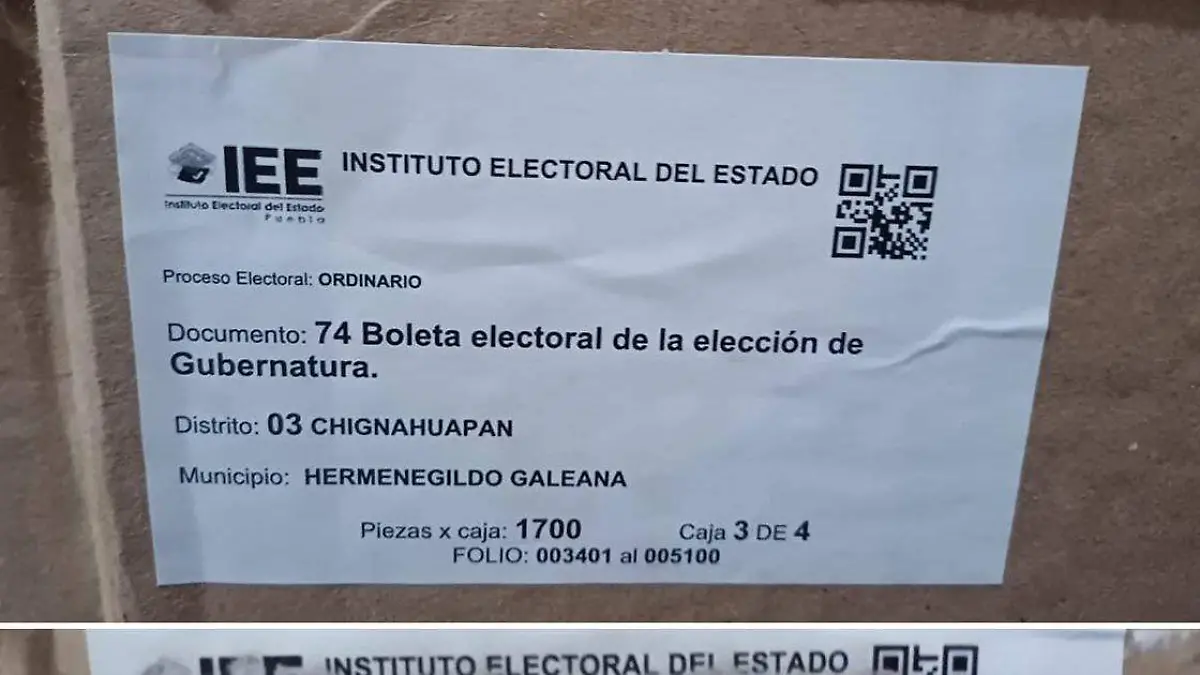 IEE INSTITUTO ELECTORAL DEL ESTADO
Instituto Electoral del Estado
Puebla
Proceso Electoral: ORDINARIO
Documento: 74 Boleta electoral de la elección de
Gubernatura.
Distrito: 03 CHIGNAHUAPAN
Municipio: HERMENEGILDO GALEANA
Piezas x caja: 1700 Caja 3 DE 4
FOLIO: 003401 al 005100
IEE INSTITUTO ELECTORAL DEL ESTADO